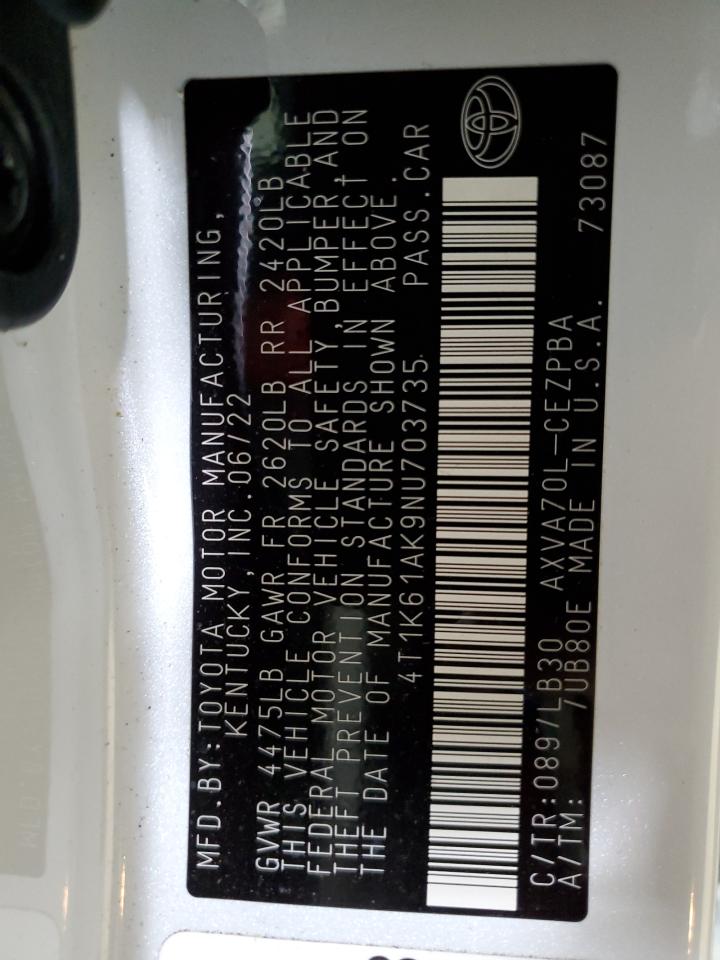 MFD.BY:TOYOTA MOTOR MANUFACTURING,
KENTUCKY,INC.06/22
GVWR 4475LB GAWR FR 2620LB RR 2420LB
THIS VEHICLE CONFORMS TO ALL APPLICABLE
FEDERAL MOTOR VEHICLE SAFETY,BUMPER,AND
THEFT PREVENTION STANDARDS IN EFFECT ON
THE DATE OF MANUFACTURE SHOWN ABOVE.
4T1K61AK9NU703735 PASS.CAR
C/TR:0897LB30 AXVA70L-CEZPBA
A/TM: 7UB80E MADE IN U.S.A. 73087